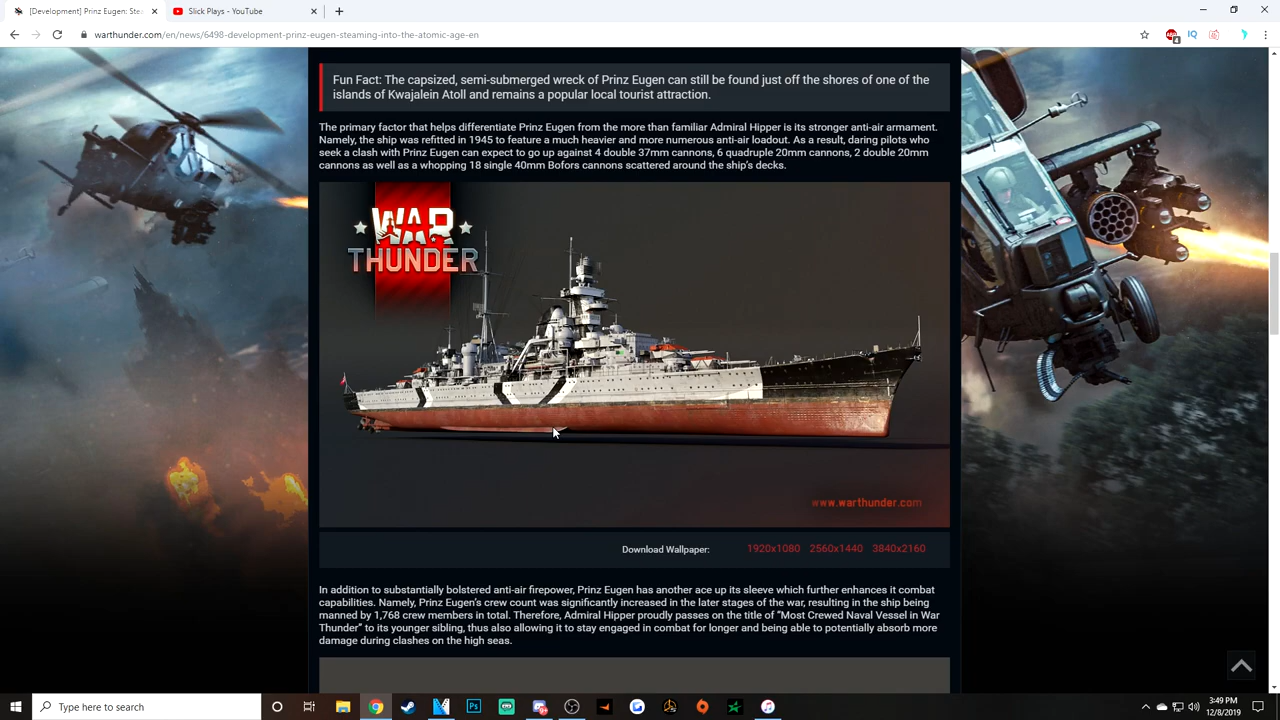 [Development] Prinz Eugen: Stea
Slick Plays - YouTube
warthunder.com/en/news/6498-development-prinz-eugen-steaming-into-the-atomic-age-en
IQ
Fun Fact: The capsized, semi-submerged wreck of Prinz Eugen can still be found just off the shores of one of the
islands of Kwajalein Atoll and remains a popular local tourist attraction.
The primary factor that helps differentiate Prinz Eugen from the more than familiar Admiral Hipper is its stronger anti-air armament.
Namely, the ship was refitted in 1945 to feature a much heavier and more numerous anti-air loadout. As a result, daring pilots who
seek a clash with Prinz Eugen can expect to go up against 4 double 37mm cannons, 6 quadruple 20mm cannons, 2 double 20mm
cannons as well as a whopping 18 single 40mm Bofors cannons scattered around the ship's decks.
WAR
THUNDER
www.warthunder.com
Download Wallpaper: 1920x1080 2560x1440 3840x2160
In addition to substantially bolstered anti-air firepower, Prinz Eugen has another ace up its sleeve which further enhances it combat
capabilities. Namely, Prinz Eugen's crew count was significantly increased in the later stages of the war, resulting in the ship being
manned by 1,768 crew members in total. Therefore, Admiral Hipper proudly passes on the title of "Most Crewed Naval Vessel in War
Thunder" to its younger sibling, thus also allowing it to stay engaged in combat for longer and being able to potentially absorb more
damage during clashes on the high seas.
Type here to search
Ps
3:49 PM
12/8/2019